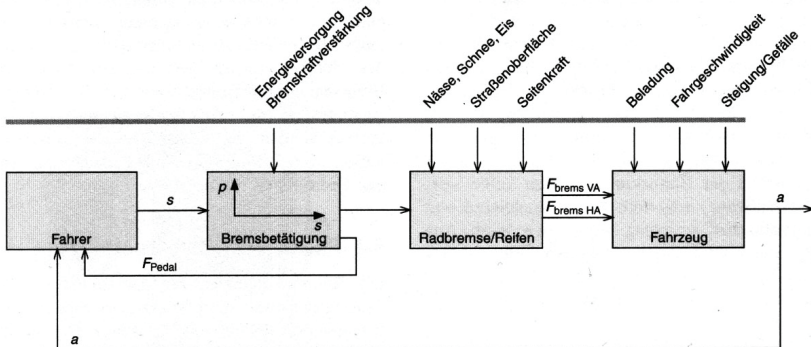 Energieversorgung
Bremskraftverstärkung
Nässe, Schnee, Eis
Straßenoberfläche
Seitenkraft
Beladung
Fahrgeschwindigkeit
Steigung/Gefälle
p
s
s
Fahrer
Bremsbetätigung
Radbremse/Reifen
F brems VA
F brems HA
Fahrzeug
a
F Pedal
a